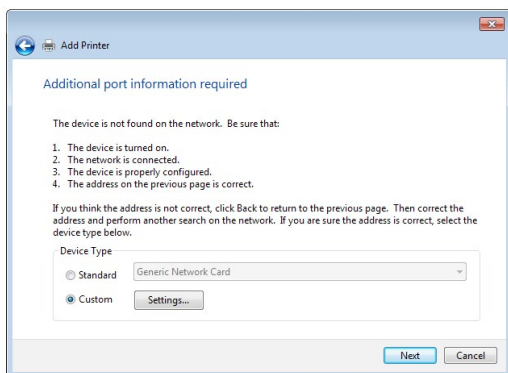 Add Printer
Additional port information required
The device is not found on the network.  Be sure that:
1.  The device is turned on.
2.  The network is connected.
3.  The device is properly configured.
4.  The address on the previous page is correct.
If you think the address is not correct, click Back to return to the previous page.  Then correct the
address and perform another search on the network.  If you are sure the address is correct, select the
device type below.
Device Type
Standard
Generic Network Card
Custom
Settings...
Next
Cancel